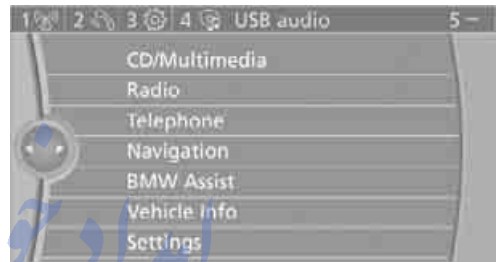 1 2 3 4 USB audio 5 –
CD/Multimedia
Radio
Telephone
Navigation
BMW Assist
Vehicle Info
Settings